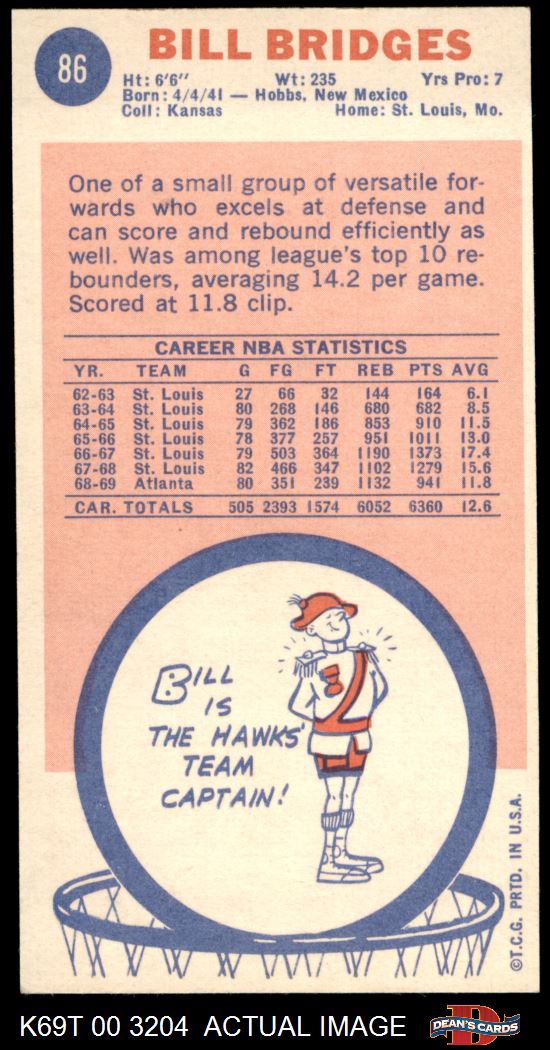 86
BILL BRIDGES
Ht: 6'6" Wt: 235 Yrs Pro: 7
Born: 4/4/41 — Hobbs, New Mexico
Coll: Kansas Home: St. Louis, Mo.
One of a small group of versatile for-
wards who excels at defense and
can score and rebound efficiently as
well. Was among league's top 10 re-
bounders, averaging 14.2 per game.
Scored at 11.8 clip.
CAREER NBA STATISTICS
YR. TEAM G FG FT REB PTS AVG
62-63 St. Louis 27 66 32 144 164 6.1
63-64 St. Louis 80 268 146 680 682 8.5
64-65 St. Louis 79 362 186 853 910 11.5
65-66 St. Louis 78 377 257 951 1011 13.0
66-67 St. Louis 79 503 364 1190 1373 17.4
67-68 St. Louis 82 466 347 1102 1279 15.6
68-69 Atlanta 80 351 239 1132 941 11.8
CAR. TOTALS 505 2393 1574 6052 6360 12.6
BILL
IS
THE HAWKS'
TEAM
CAPTAIN!
©T.C.G. PRTD. IN U.S.A.
K69T 00 3204 ACTUAL IMAGE
D
DEAN'S CARDS